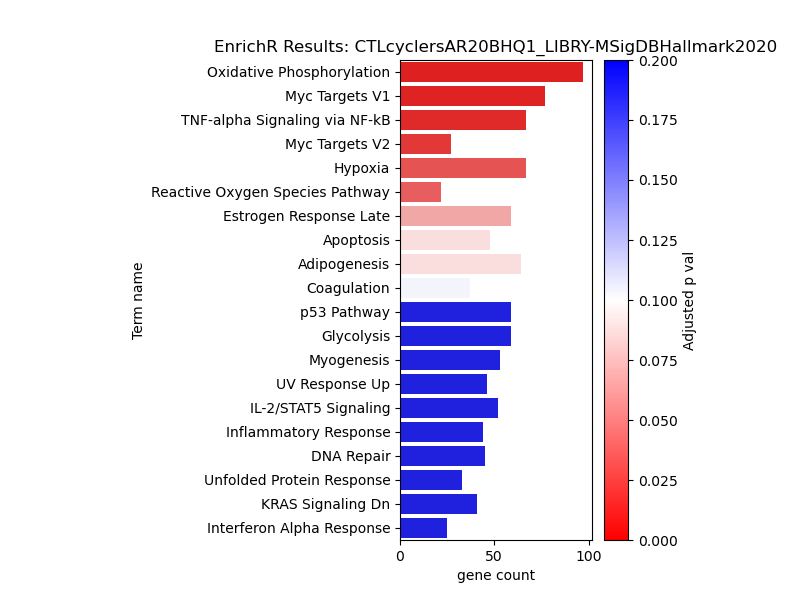 EnrichR Results: CTLcyclersAR20BHQ1_LIBRY-MSigDBHallmark2020
Oxidative Phosphorylation
Myc Targets V1
TNF-alpha Signaling via NF-kB
Myc Targets V2
Hypoxia
Reactive Oxygen Species Pathway
Estrogen Response Late
Apoptosis
Adipogenesis
Coagulation
p53 Pathway
Glycolysis
Myogenesis
UV Response Up
IL-2/STAT5 Signaling
Inflammatory Response
DNA Repair
Unfolded Protein Response
KRAS Signaling Dn
Interferon Alpha Response
Term name
0 50 100
gene count
0.200
0.175
0.150
0.125
0.100
0.075
0.050
0.025
0.000
Adjusted p val